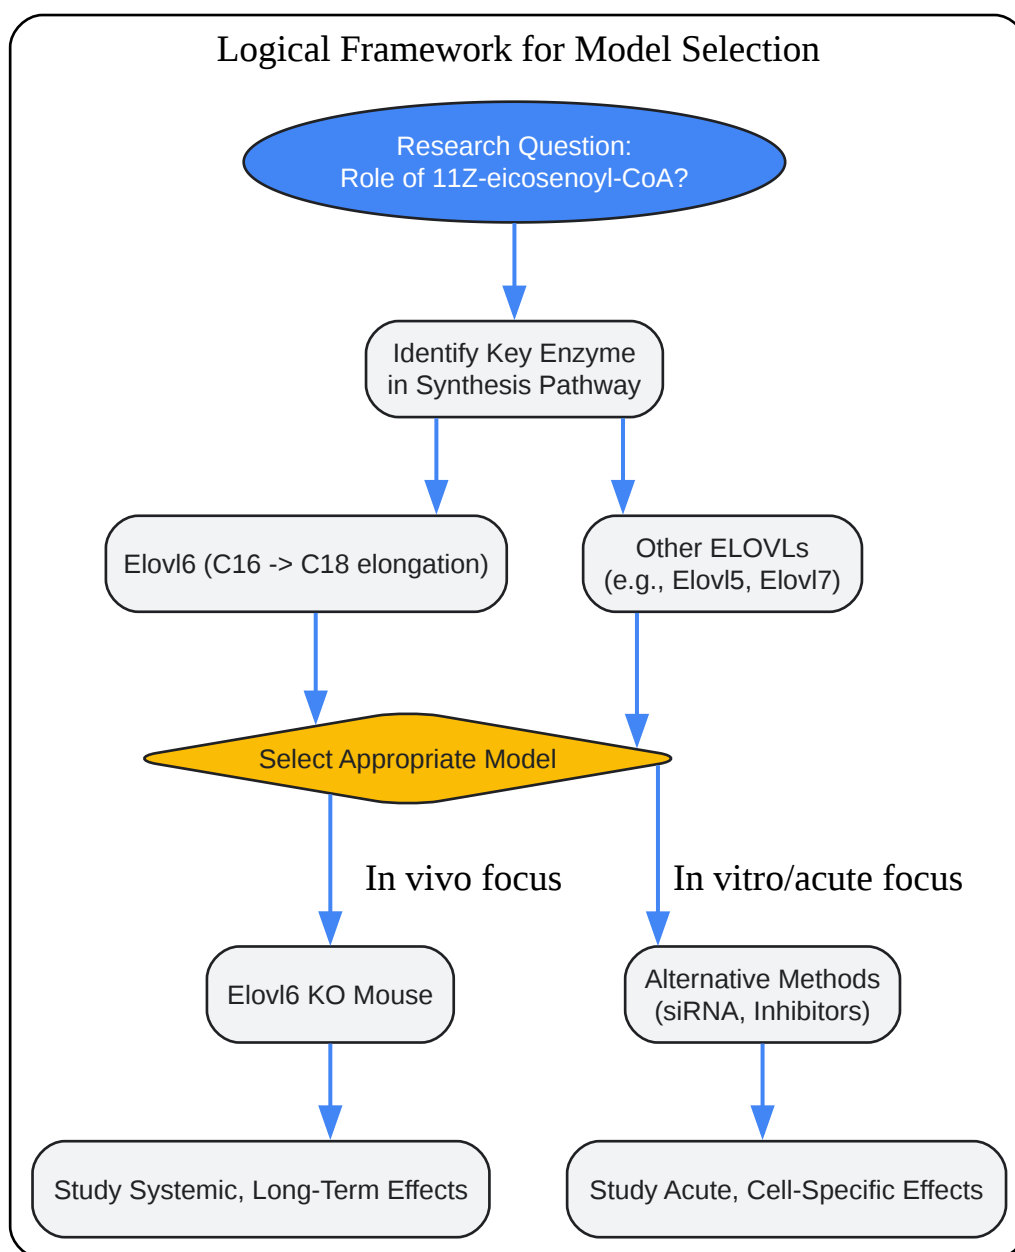 Logical Framework for Model Selection
Research Question:
Role of 11Z-eicosenoyl-CoA?
Identify Key Enzyme
in Synthesis Pathway
Elovl6 (C16 -> C18 elongation)
Other ELOVLs
(e.g., Elovl5, Elovl7)
Select Appropriate Model
In vivo focus
In vitro/acute focus
Elovl6 KO Mouse
Alternative Methods
(siRNA, Inhibitors)
Study Systemic, Long-Term Effects
Study Acute, Cell-Specific Effects